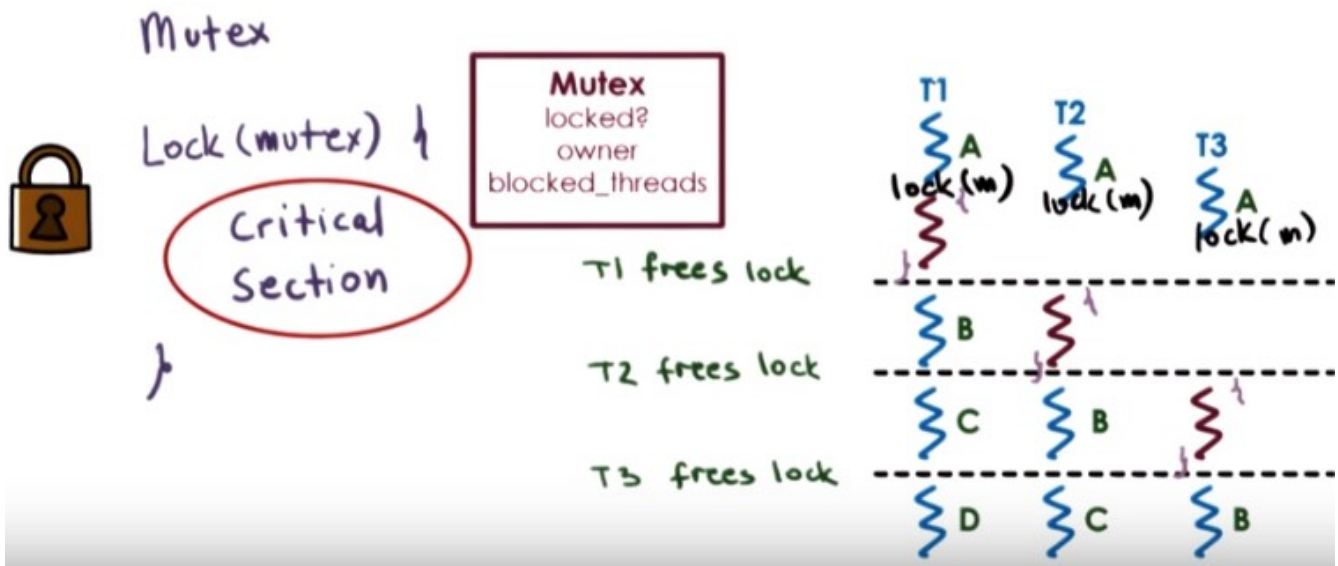 Mutex
Lock (mutex) {
Critical
Section
}
Mutex
locked?
owner
blocked_threads
T1
T2
T3
A
A
A
lock(m)
lock(m)
lock(m)
{
T1 frees lock
}
B
{
T2 frees lock
}
C
B
{
T3 frees lock
}
D
C
B